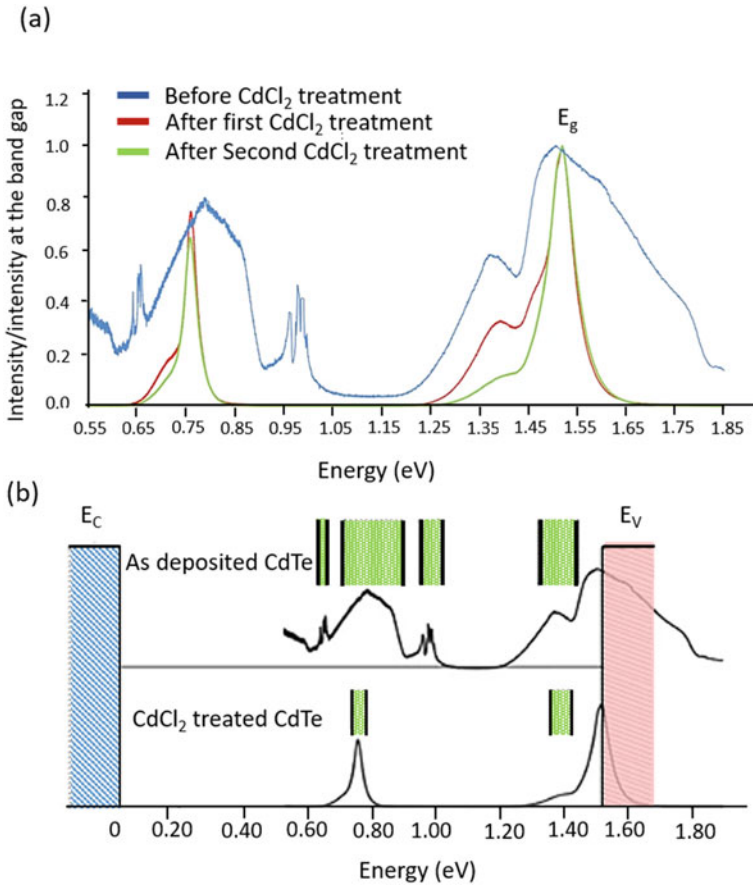 (a)
Intensity/intensity at the band gap
1.2
1.0
0.8
0.6
0.4
0.2
0.0
Before CdCl₂ treatment
After first CdCl₂ treatment
After Second CdCl₂ treatment
E₉
0.55 0.65 0.75 0.85 0.95 1.05 1.15 1.25 1.35 1.45 1.55 1.65 1.75 1.85
Energy (eV)
(b)
E_C
E_V
As deposited CdTe
CdCl₂ treated CdTe
0 0.20 0.40 0.60 0.80 1.00 1.20 1.40 1.60 1.80
Energy (eV)